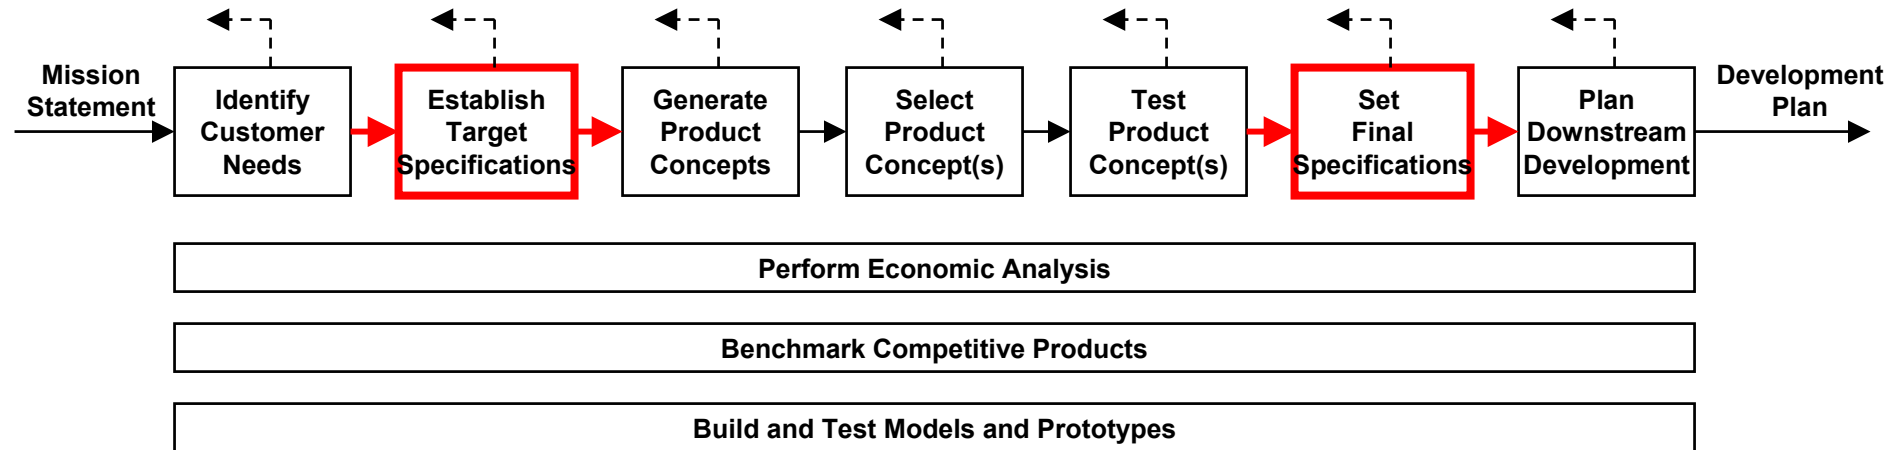 Mission
Statement
Identify
Customer
Needs
Establish
Target
Specifications
Generate
Product
Concepts
Select
Product
Concept(s)
Test
Product
Concept(s)
Set
Final
Specifications
Plan
Downstream
Development
Development
Plan
Perform Economic Analysis
Benchmark Competitive Products
Build and Test Models and Prototypes